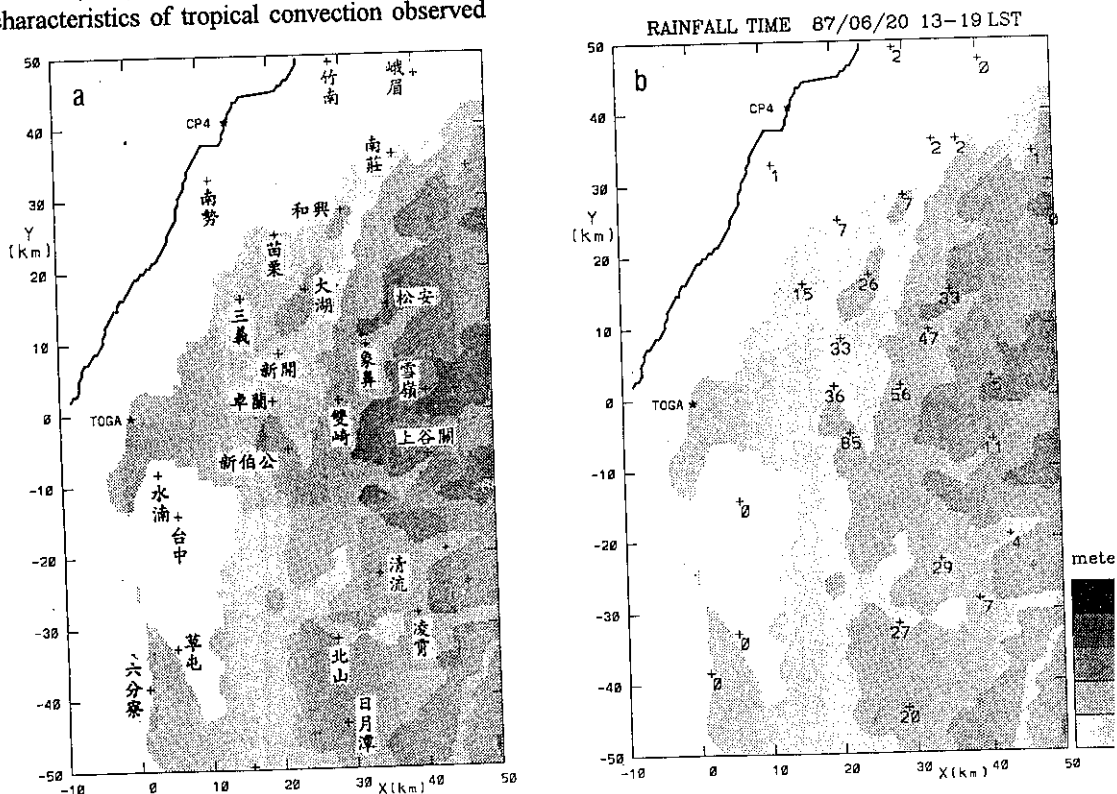 characteristics of tropical convection observed
RAINFALL TIME 87/06/20 13-19 LST
a
50
40
30
Y
(km)
20
10
0
-10
-20
-30
-40
-50
竹南
峨眉
CP4
南莊
南勢
和興
苗栗
大湖
松安
三義
象鼻
新開
雪嶺
卓蘭
TOGA
雙崎
上谷關
新伯公
水湳
台中
清流
凌霄
草屯
北山
六分寮
日月潭
-10
0
10
20
30
X(km)
40
50
b
50
40
30
Y
(km)
20
10
0
-10
-20
-30
-40
-50
2
0
CP4
2
2
1
1
7
7
0
26
15
33
47
33
5
36
56
TOGA
85
11
0
4
29
7
27
0
0
20
-10
0
10
20
30
X(km)
40
50
mete